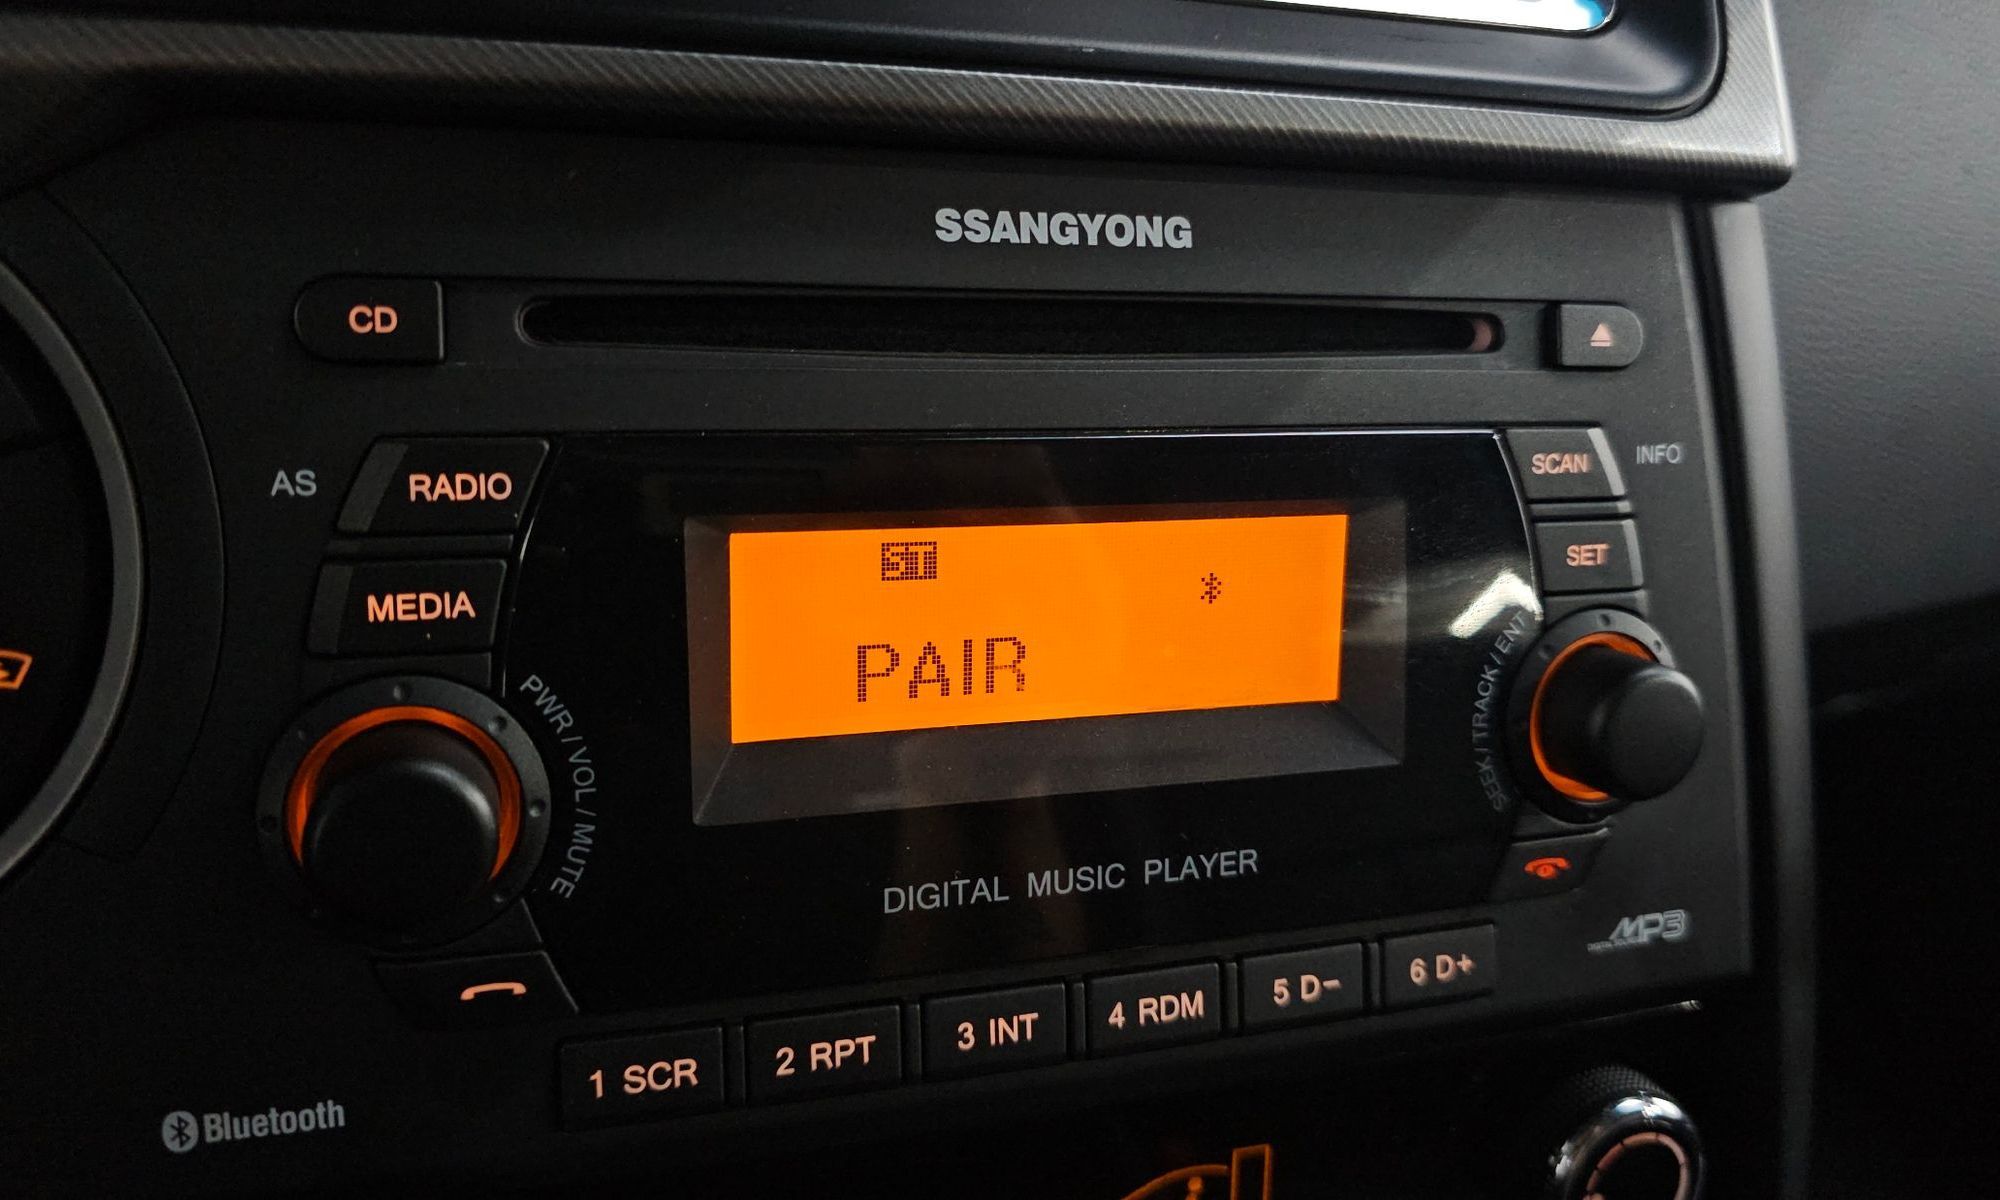 SSANGYONG
CD
AS
RADIO
SCAN
INFO
ST
MEDIA
SET
PAIR
PWR/VOL/MUTE
SEEK/TRACK/ENT
DIGITAL MUSIC PLAYER
MP3
1 SCR
2 RPT
3 INT
4 RDM
5 D−
6 D+
Bluetooth